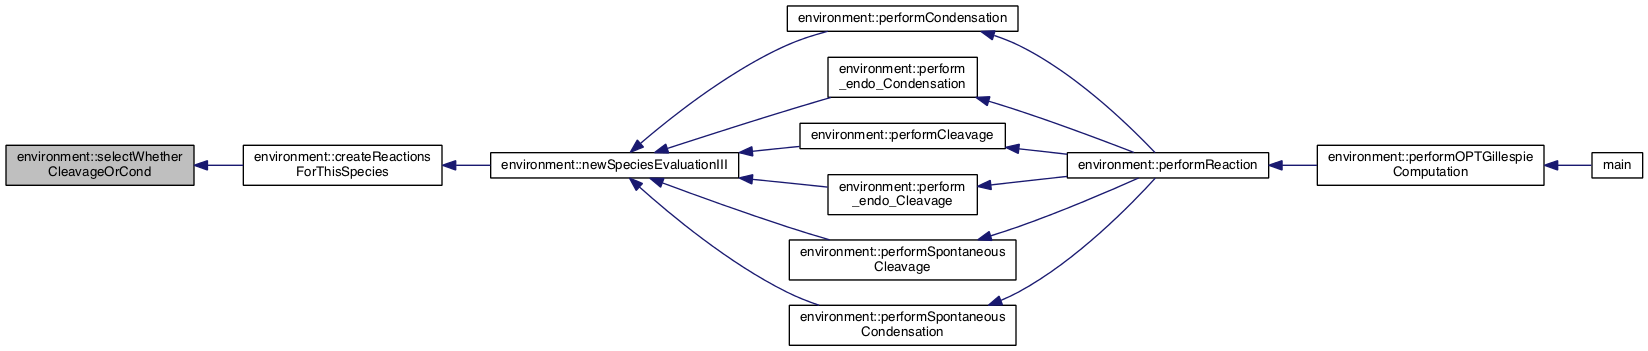 environment::selectWhether
CleavageOrCond
environment::createReactions
ForThisSpecies
environment::newSpeciesEvaluationIII
environment::performCondensation
environment::perform
_endo_Condensation
environment::performCleavage
environment::perform
_endo_Cleavage
environment::performSpontaneous
Cleavage
environment::performSpontaneous
Condensation
environment::performReaction
environment::performOPTGillespie
Computation
main